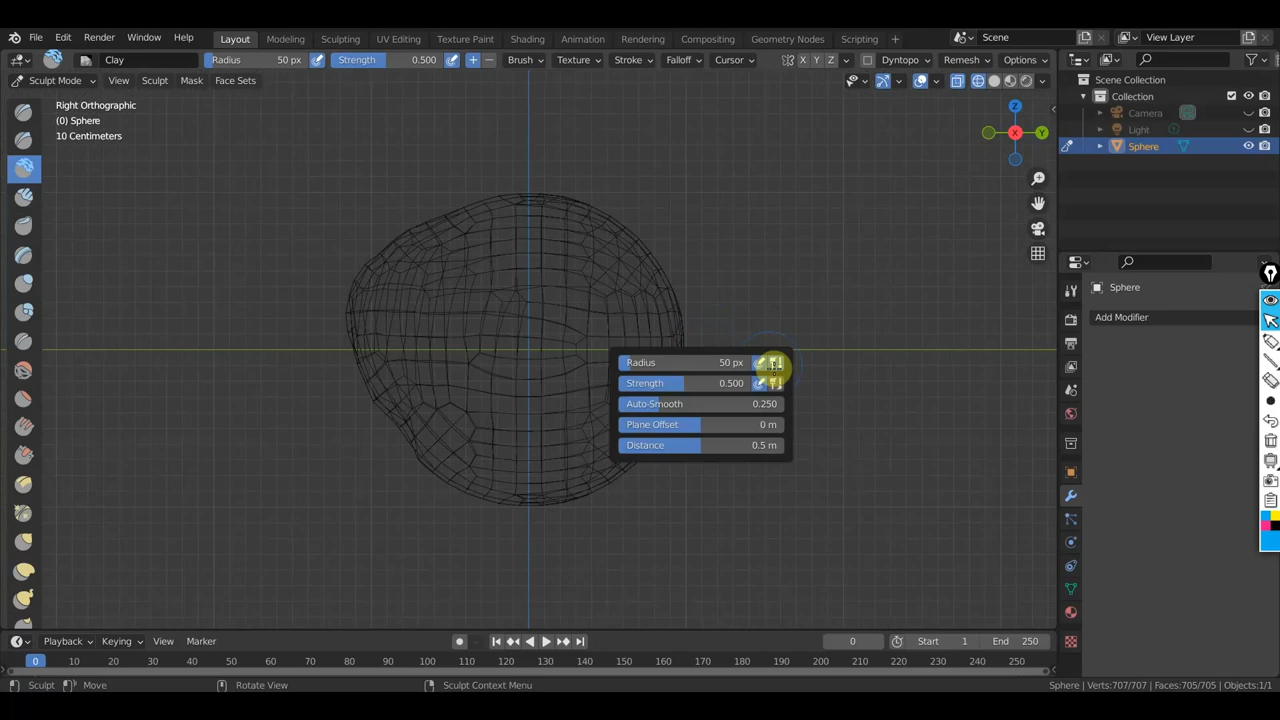 File Edit Render Window Help Layout Modeling Sculpting UV Editing Texture Paint Shading Animation Rendering Compositing Geometry Nodes Scripting + Scene View Layer
Clay Radius 50 px Strength 0.500 + − Brush Texture Stroke Falloff Cursor X Y Z Dyntopo Remesh Options
Sculpt Mode View Sculpt Mask Face Sets
Scene Collection
Collection
Camera
Light
Sphere
Right Orthographic
(0) Sphere
10 Centimeters
Z
X
Y
Radius 50 px
Strength 0.500
Auto-Smooth 0.250
Plane Offset 0 m
Distance 0.5 m
Sphere
Add Modifier
Playback Keying View Marker 0 Start 1 End 250
0 10 20 30 40 50 60 70 80 90 100 110 120 130 140 150 160 170 180 190 200 210 220 230 240 250
Sculpt Move Rotate View Sculpt Context Menu Sphere | Verts:707/707 | Faces:705/705 | Objects:1/1